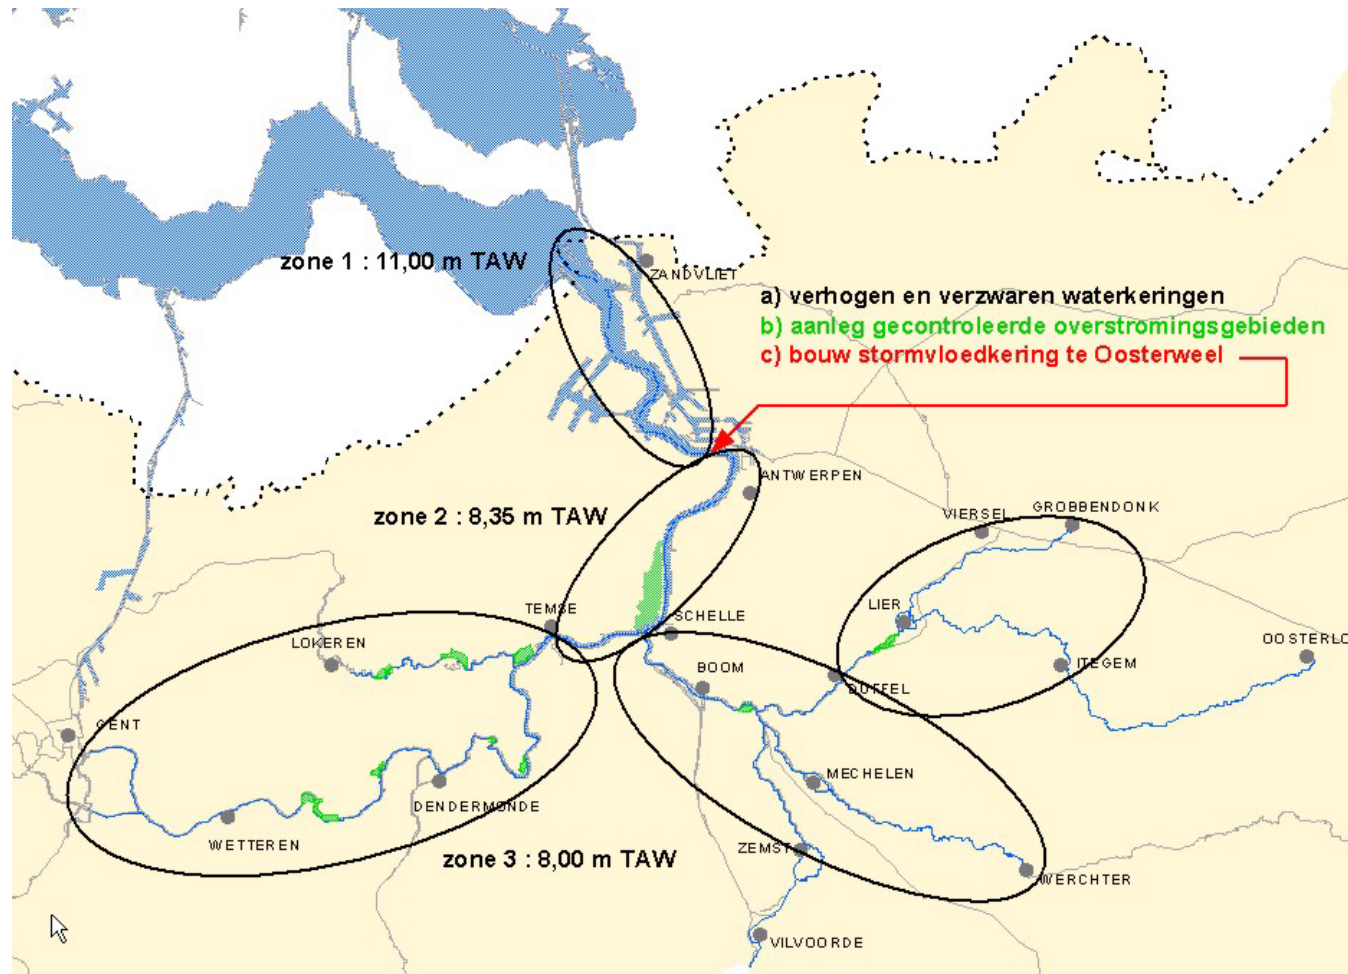 zone 1 : 11,00 m TAW
ZANDVLIET
a) verhogen en verzwaren waterkeringen
b) aanleg gecontroleerde overstromingsgebieden
c) bouw stormvloedkering te Oosterweel
ANTWERPEN
zone 2 : 8,35 m TAW
VIERSEL
GROBBENDONK
TEMSE
LIER
SCHELLE
LOKEREN
OOSTERLO
BOOM
ITEGEM
DUFFEL
GENT
MECHELEN
DENDERMONDE
WETTEREN
ZEMST
zone 3 : 8,00 m TAW
WERCHTER
VILVOORDE